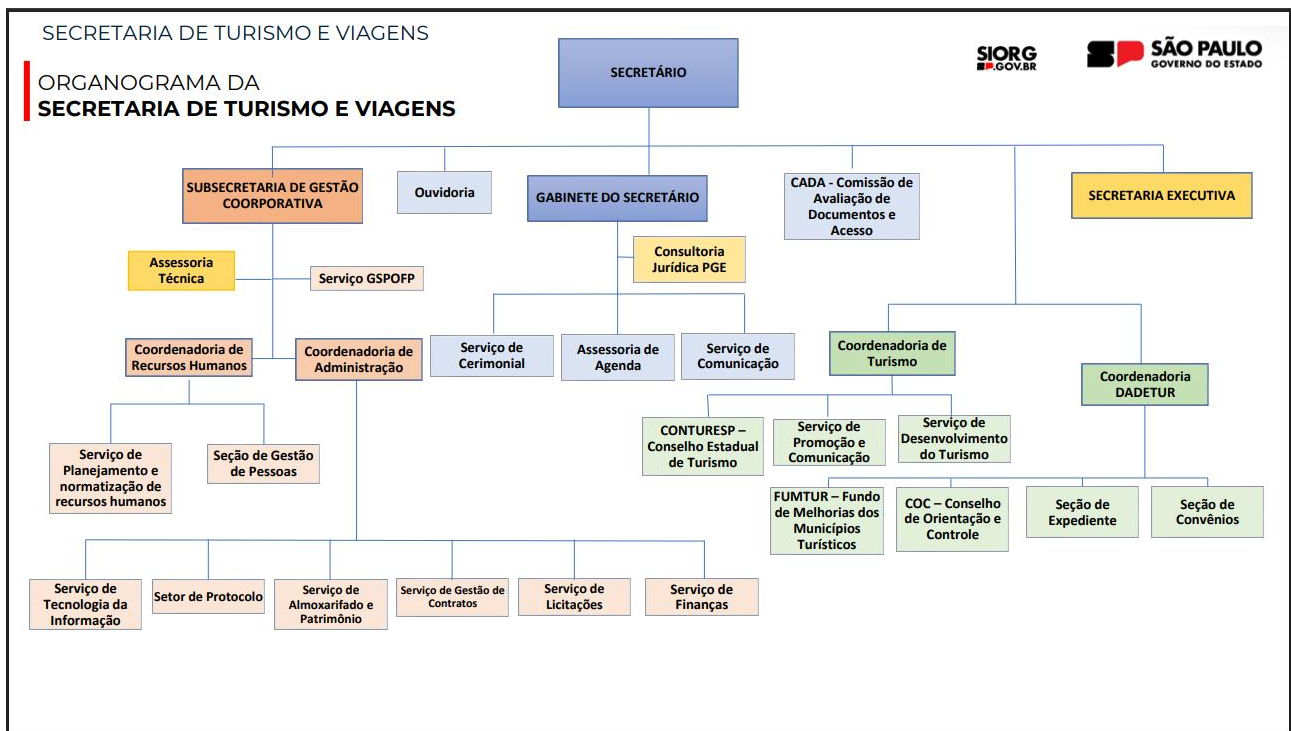 SECRETARIA DE TURISMO E VIAGENS
ORGANOGRAMA DA
SECRETARIA DE TURISMO E VIAGENS
SECRETÁRIO
SIORG
SP.GOV.BR
SÃO PAULO
GOVERNO DO ESTADO
SUBSECRETARIA DE GESTÃO
COORPORATIVA
Ouvidoria
GABINETE DO SECRETÁRIO
CADA - Comissão de
Avaliação de
Documentos e
Acesso
SECRETARIA EXECUTIVA
Assessoria
Técnica
Serviço GSPOFP
Consultoria
Jurídica PGE
Coordenadoria de
Recursos Humanos
Coordenadoria de
Administração
Serviço de
Cerimonial
Assessoria de
Agenda
Serviço de
Comunicação
Coordenadoria de
Turismo
Coordenadoria
DADETUR
Serviço de
Planejamento e
normatização de
recursos humanos
Seção de Gestão
de Pessoas
CONTURESP –
Conselho Estadual
de Turismo
Serviço de
Promoção e
Comunicação
Serviço de
Desenvolvimento
do Turismo
FUMTUR – Fundo
de Melhorias dos
Municípios
Turísticos
COC – Conselho
de Orientação e
Controle
Seção de
Expediente
Seção de
Convênios
Serviço de
Tecnologia da
Informação
Setor de Protocolo
Serviço de
Almoxarifado e
Patrimônio
Serviço de Gestão de
Contratos
Serviço de
Licitações
Serviço de
Finanças